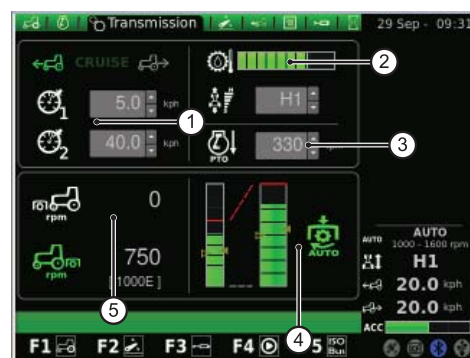 Transmission
29 Sep - 09:31
CRUISE
2
1
5.0 kph
H1
1
2
40.0 kph
PTO
330
3
0
rpm
750
rpm
[1000E]
AUTO
AUTO
AUTO
1000 - 1600 rpm
H1
20.0 kph
20.0 kph
ACC
5
4
F1
F2
F3
F4
5
ISO
Bus